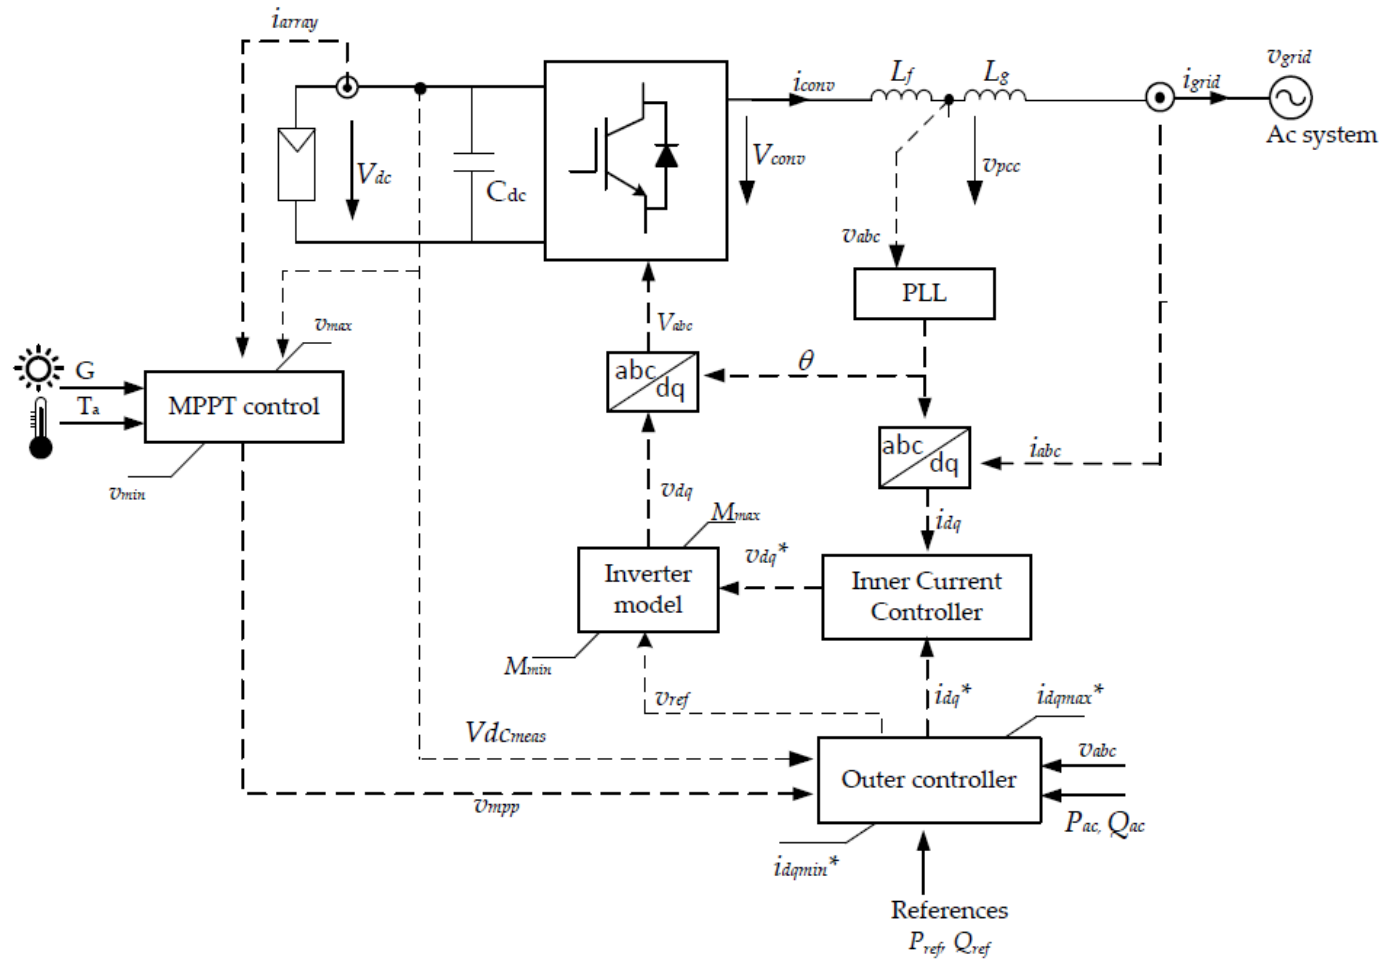 iarray
iconv
Lf
Lg
igrid
vgrid
Ac system
Vdc
Cdc
Vconv
vpcc
vabc
PLL
vmax
Vabc
θ
G
Ta
MPPT control
abc
dq
abc
dq
iabc
vmin
vdq
idq
Mmax
vdq*
Inverter
model
Inner Current
Controller
Mmin
vref
idq*
idqmax*
Vdcmeas
vabc
Outer controller
vmpp
Pac, Qac
idqmin*
References
Pref, Qref